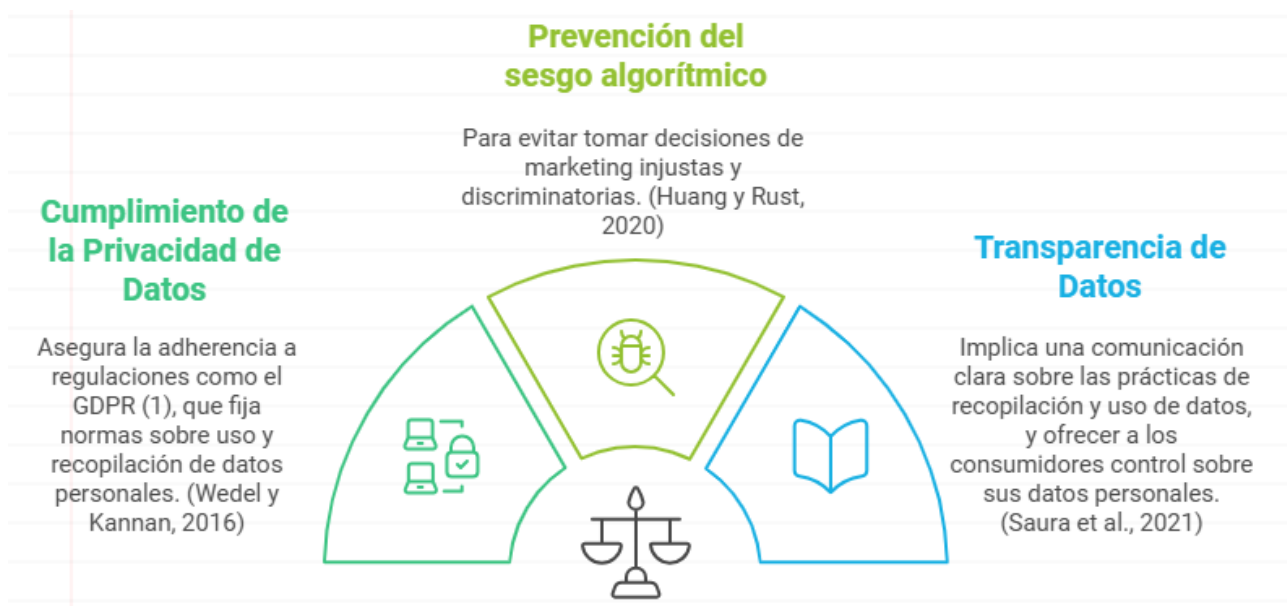 Prevención del
sesgo algorítmico
Para evitar tomar decisiones de
marketing injustas y
discriminatorias. (Huang y Rust,
2020)
Cumplimiento de
la Privacidad de
Datos
Asegura la adherencia a
regulaciones como el
GDPR (1), que fija
normas sobre uso y
recopilación de datos
personales. (Wedel y
Kannan, 2016)
Transparencia de
Datos
Implica una comunicación
clara sobre las prácticas de
recopilación y uso de datos,
y ofrecer a los
consumidores control sobre
sus datos personales.
(Saura et al., 2021)